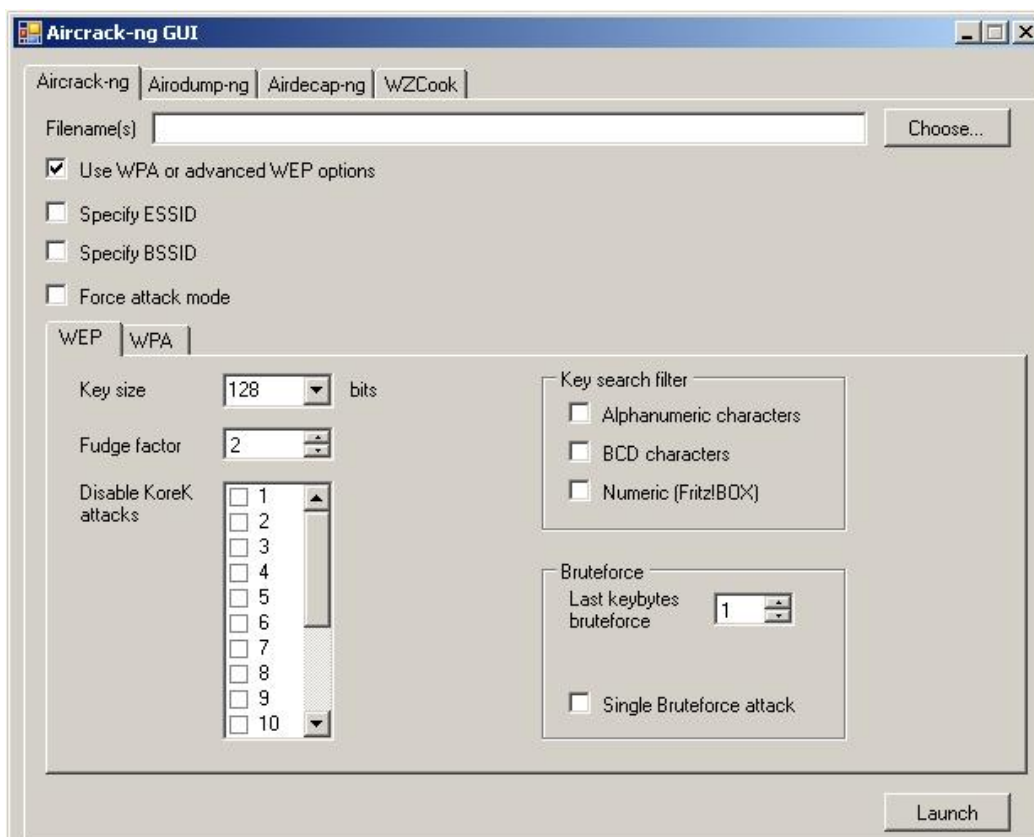 Aircrack-ng GUI
Aircrack-ng Airodump-ng Airdecap-ng WZCook
Filename(s) Choose...
Use WPA or advanced WEP options
Specify ESSID
Specify BSSID
Force attack mode
WEP WPA
Key size 128 bits
Fudge factor 2
Disable KoreK
attacks
1
2
3
4
5
6
7
8
9
10
Key search filter
Alphanumeric characters
BCD characters
Numeric (Fritz!BOX)
Bruteforce
Last keybytes
bruteforce 1
Single Bruteforce attack
Launch